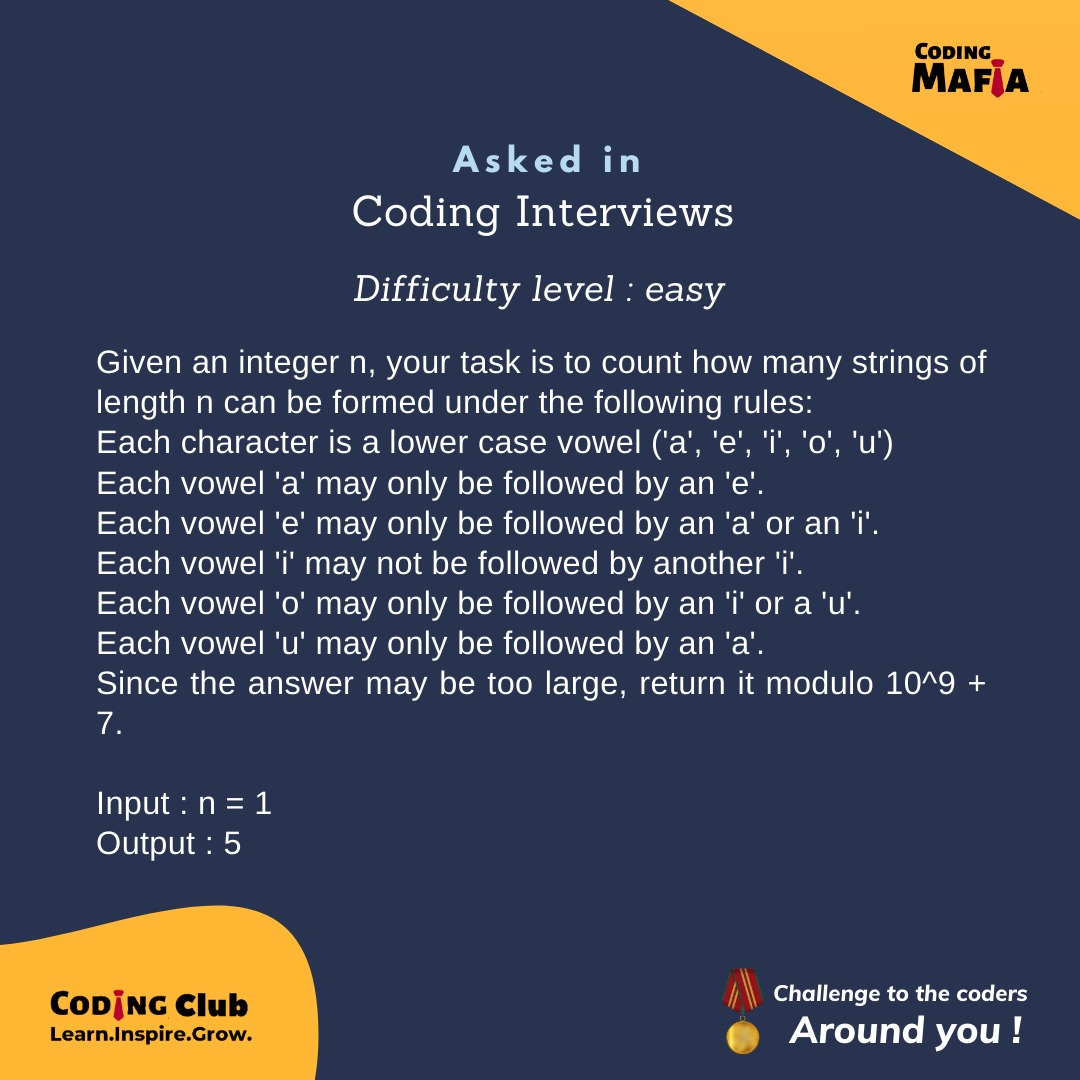 CODING
MAFIA
Asked in
Coding Interviews
Difficulty level : easy
Given an integer n, your task is to count how many strings of
length n can be formed under the following rules:
Each character is a lower case vowel ('a', 'e', 'i', 'o', 'u')
Each vowel 'a' may only be followed by an 'e'.
Each vowel 'e' may only be followed by an 'a' or an 'i'.
Each vowel 'i' may not be followed by another 'i'.
Each vowel 'o' may only be followed by an 'i' or a 'u'.
Each vowel 'u' may only be followed by an 'a'.
Since the answer may be too large, return it modulo 10^9 +
7.
Input : n = 1
Output : 5
CODING Club
Learn.Inspire.Grow.
Challenge to the coders
Around you !